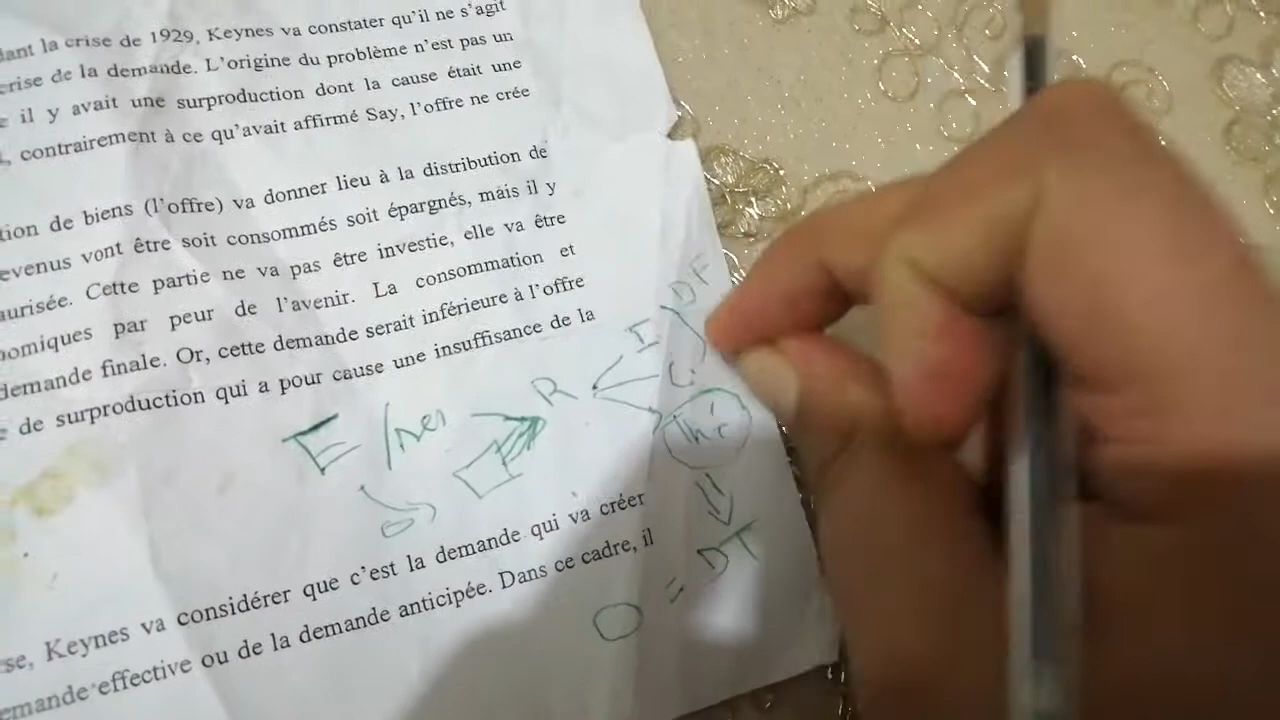 dant la crise de 1929, Keynes va constater qu'il ne s'agit
crise de la demande. L'origine du problème n'est pas un
e il y avait une surproduction dont la cause était une
, contrairement à ce qu'avait affirmé Say, l'offre ne crée
tion de biens (l'offre) va donner lieu à la distribution de
evenus vont être soit consommés soit épargnés, mais il y
aurisée. Cette partie ne va pas être investie, elle va être
nomiques par peur de l'avenir. La consommation et
demande finale. Or, cette demande serait inférieure à l'offre
e de surproduction qui a pour cause une insuffisance de la
DF
I
C
R
E
Thé
DT
=
O
se, Keynes va considérer que c'est la demande qui va créer
emande effective ou de la demande anticipée. Dans ce cadre, il